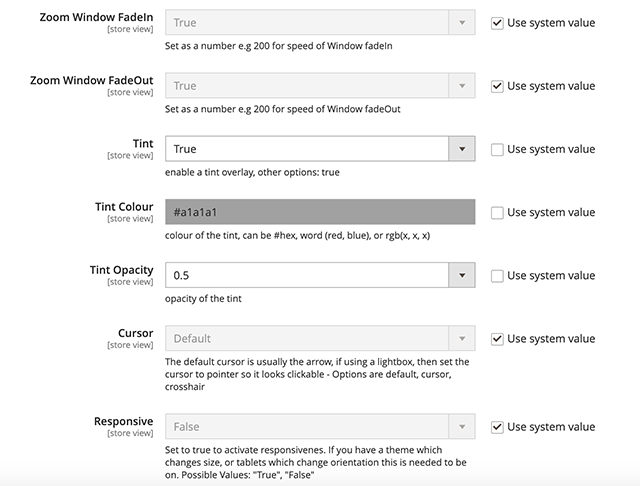 Zoom Window FadeIn
[store view]
True
Use system value
Set as a number e.g 200 for speed of Window fadeIn
Zoom Window FadeOut
[store view]
True
Use system value
Set as a number e.g 200 for speed of Window fadeOut
Tint
[store view]
True
Use system value
enable a tint overlay, other options: true
Tint Colour
[store view]
#a1a1a1
Use system value
colour of the tint, can be #hex, word (red, blue), or rgb(x, x, x)
Tint Opacity
[store view]
0.5
Use system value
opacity of the tint
Cursor
[store view]
Default
Use system value
The default cursor is usually the arrow, if using a lightbox, then set the
cursor to pointer so it looks clickable - Options are default, cursor,
crosshair
Responsive
[store view]
False
Use system value
Set to true to activate responsivenes. If you have a theme which
changes size, or tablets which change orientation this is needed to be
on. Possible Values: "True", "False"